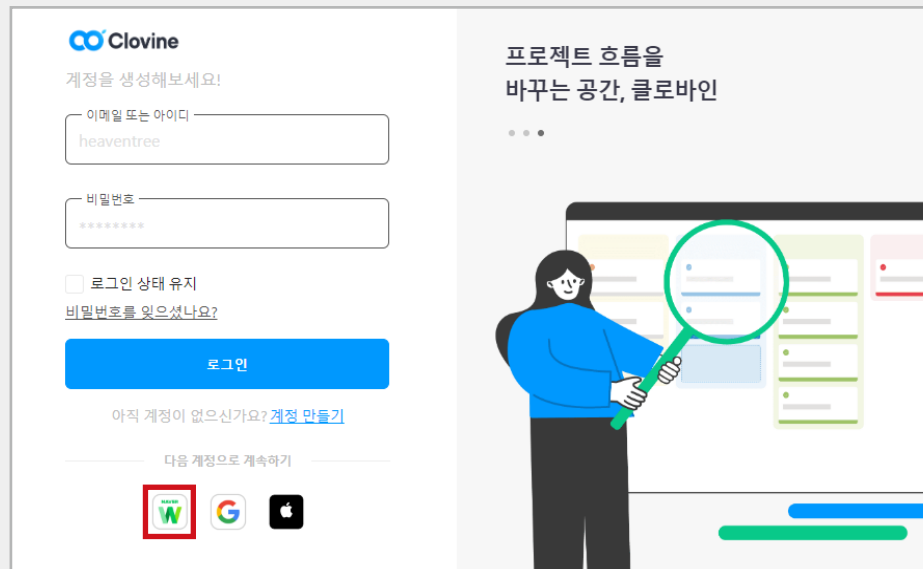 Clovine
계정을 생성해보세요!
이메일 또는 아이디
heaventree
비밀번호
********
로그인 상태 유지
비밀번호를 잊으셨나요?
로그인
아직 계정이 없으신가요? 계정 만들기
다음 계정으로 계속하기
NAVER
W
G
프로젝트 흐름을
바꾸는 공간, 클로바인